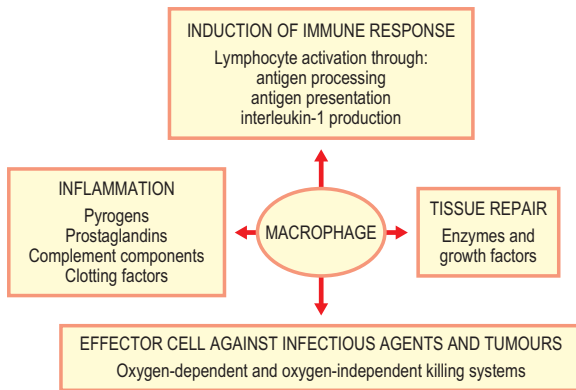 INDUCTION OF IMMUNE RESPONSE
Lymphocyte activation through:
antigen processing
antigen presentation
interleukin-1 production
INFLAMMATION
Pyrogens
Prostaglandins
Complement components
Clotting factors
MACROPHAGE
TISSUE REPAIR
Enzymes and
growth factors
EFFECTOR CELL AGAINST INFECTIOUS AGENTS AND TUMOURS
Oxygen-dependent and oxygen-independent killing systems